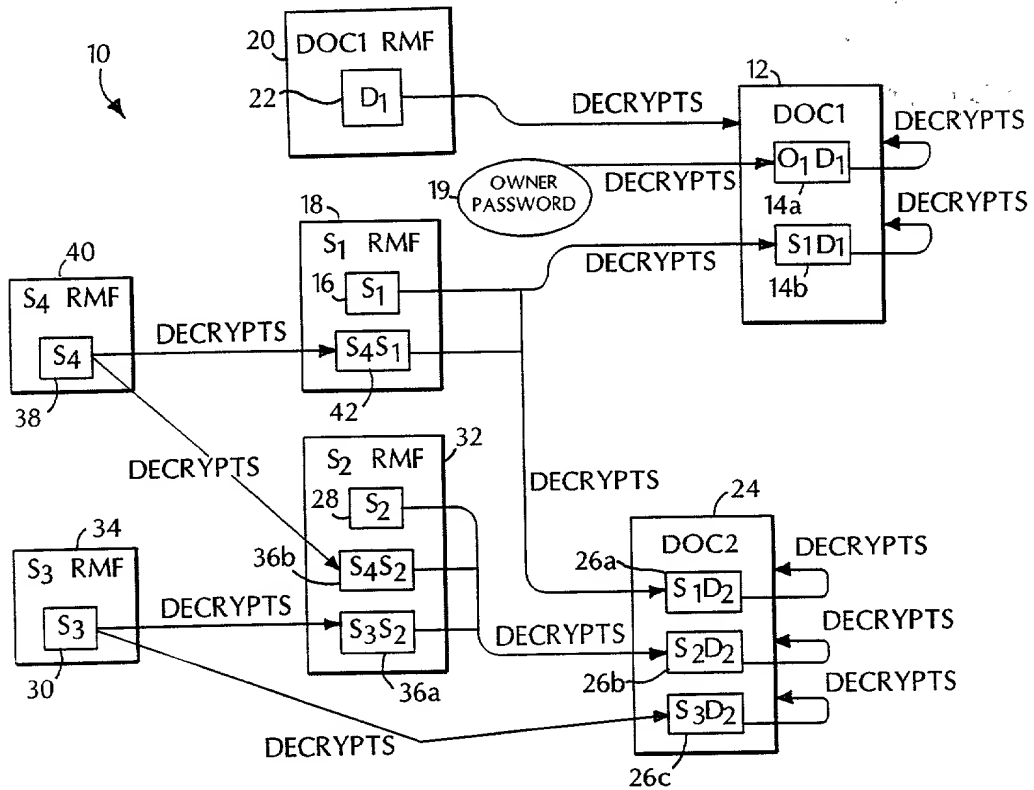 10
20
DOC1 RMF
22
D1
DECRYPTS
12
DOC1
DECRYPTS
O1 D1
14a
OWNER
PASSWORD
19
DECRYPTS
DECRYPTS
S1D1
14b
18
S1 RMF
16
S1
DECRYPTS
S4S1
42
40
S4 RMF
S4
38
DECRYPTS
DECRYPTS
32
S2 RMF
28
S2
36b
S4S2
S3S2
36a
34
S3 RMF
S3
30
DECRYPTS
DECRYPTS
DECRYPTS
DECRYPTS
24
DOC2
26a
S1D2
DECRYPTS
S2D2
26b
DECRYPTS
S3D2
26c
DECRYPTS